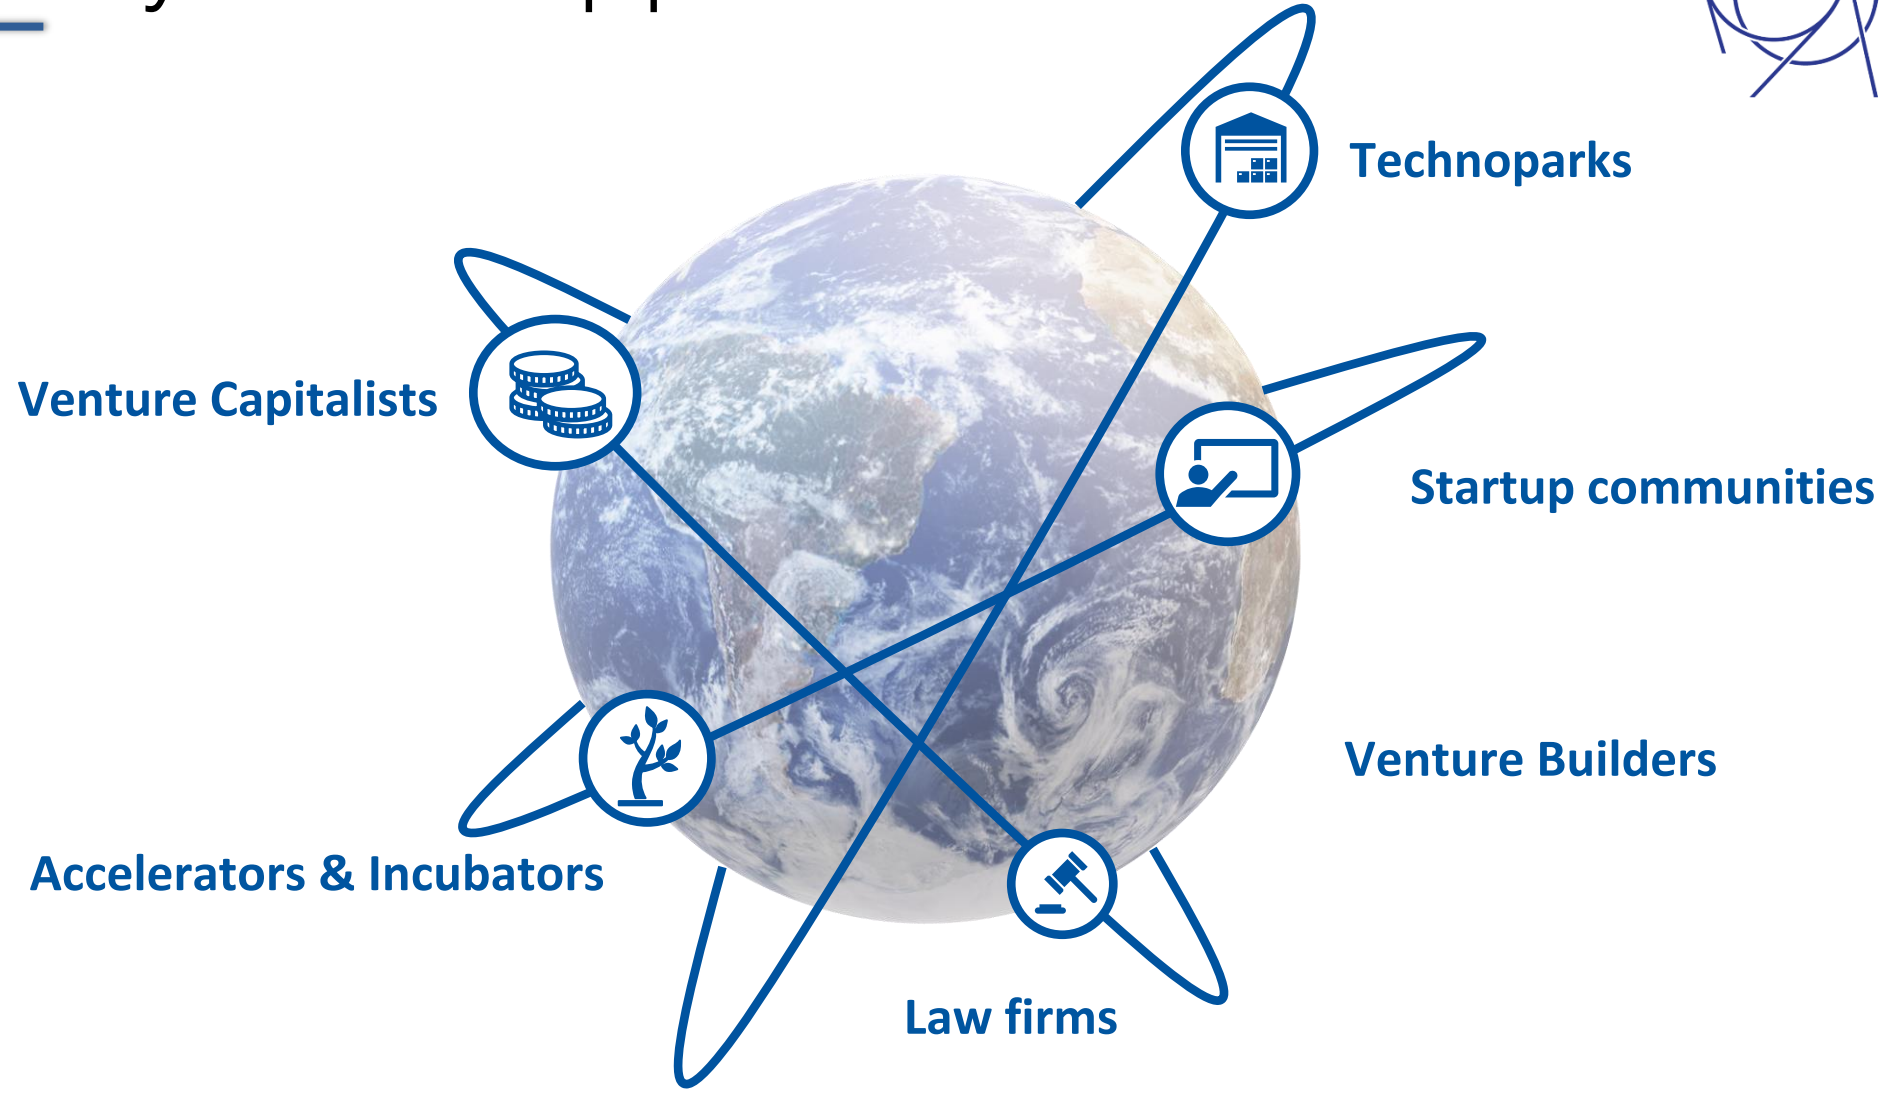 Technoparks
Venture Capitalists
Startup communities
Venture Builders
Accelerators & Incubators
Law firms